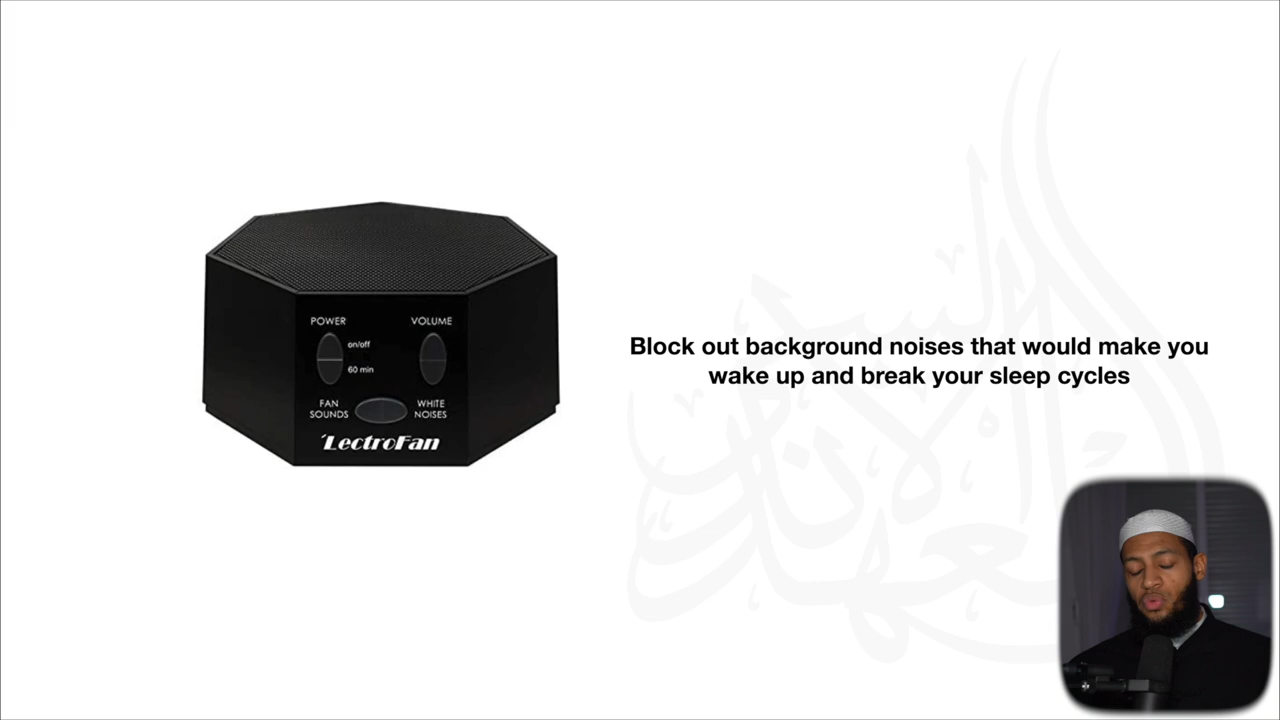 POWER
VOLUME
on/off
60 min
FAN
SOUNDS
WHITE
NOISES
LectroFan
Block out background noises that would make you
wake up and break your sleep cycles